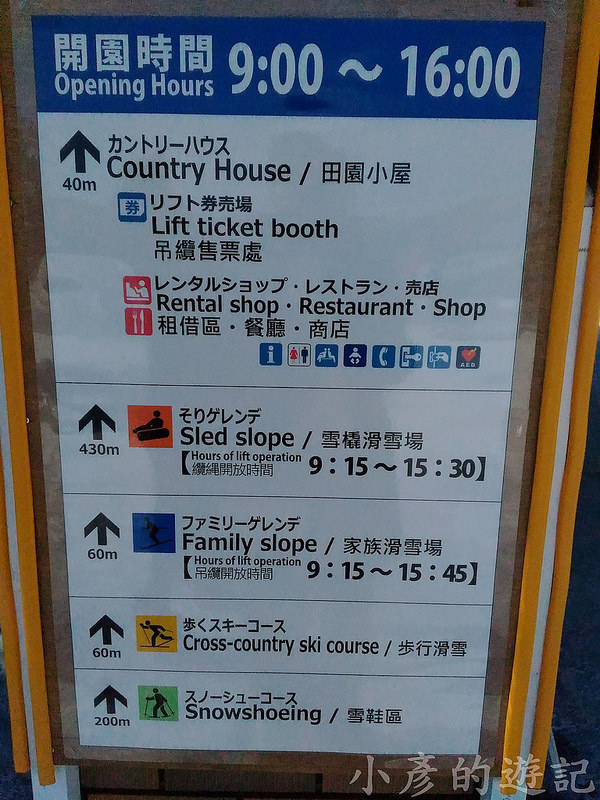 開園時間
Opening Hours
9:00 ～ 16:00
カントリーハウス
Country House / 田園小屋
40m
券
リフト券売場
Lift ticket booth
吊纜售票處
レンタルショップ・レストラン・売店
Rental shop・Restaurant・Shop
租借區・餐廳・商店
AED
そりゲレンデ
Sled slope / 雪橇滑雪場
430m
【Hours of lift operation
纜繩開放時間
9：15～15：30】
ファミリーゲレンデ
Family slope / 家族滑雪場
60m
【Hours of lift operation
吊纜開放時間
9：15～15：45】
歩くスキーコース
Cross-country ski course / 歩行滑雪
60m
スノーシューコース
Snowshoeing / 雪鞋區
200m
小彥的遊記